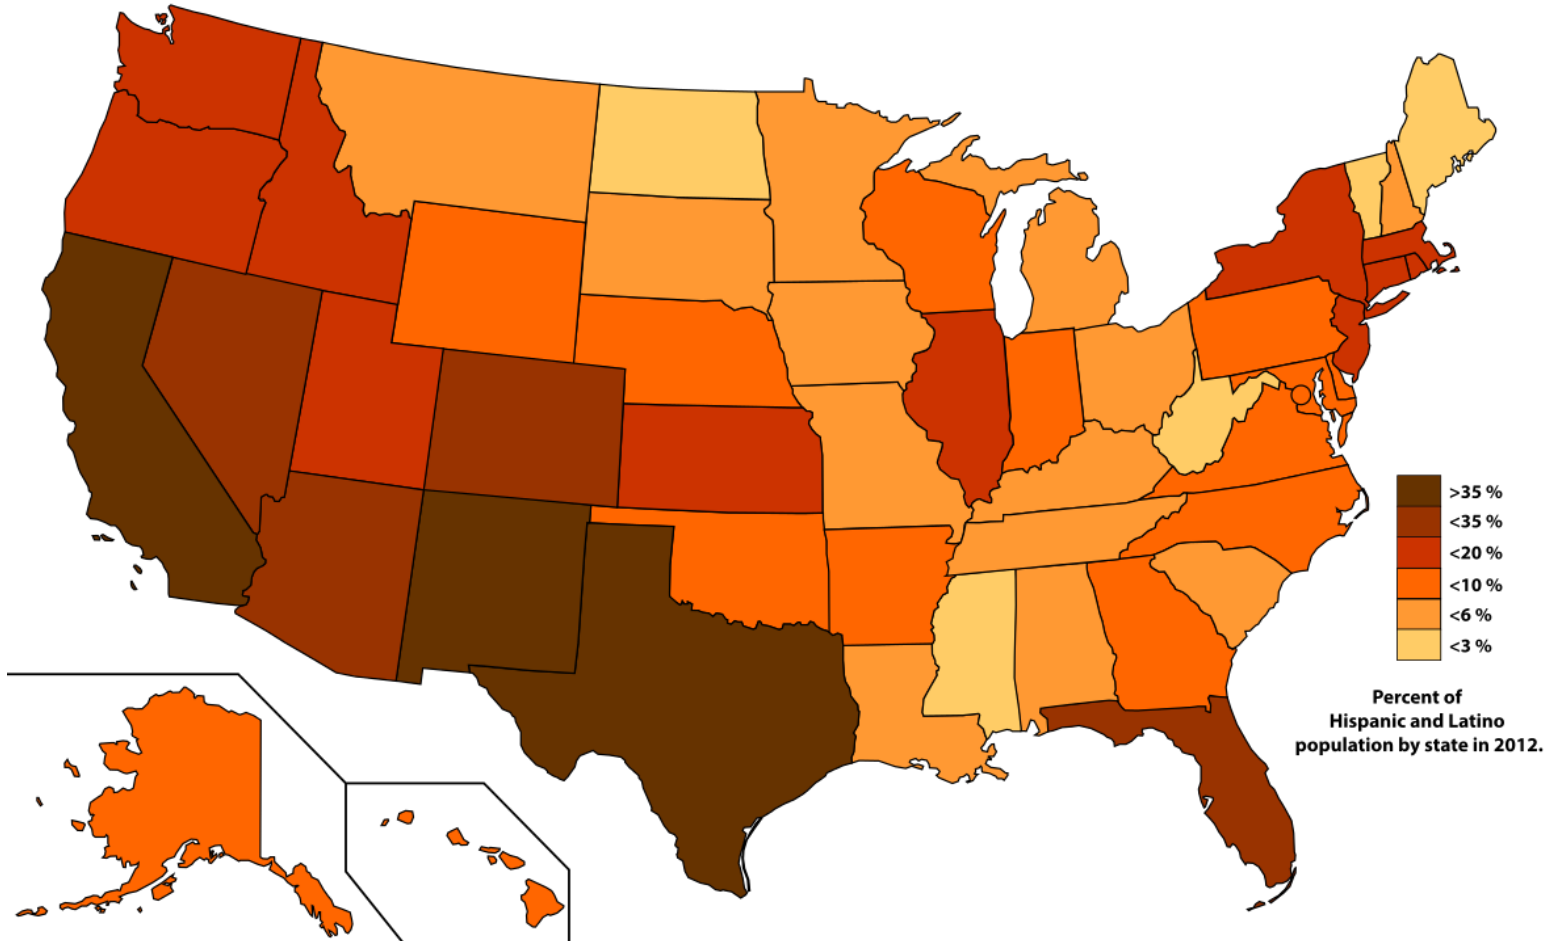 >35 %
<35 %
<20 %
<10 %
<6 %
<3 %
Percent of
Hispanic and Latino
population by state in 2012.